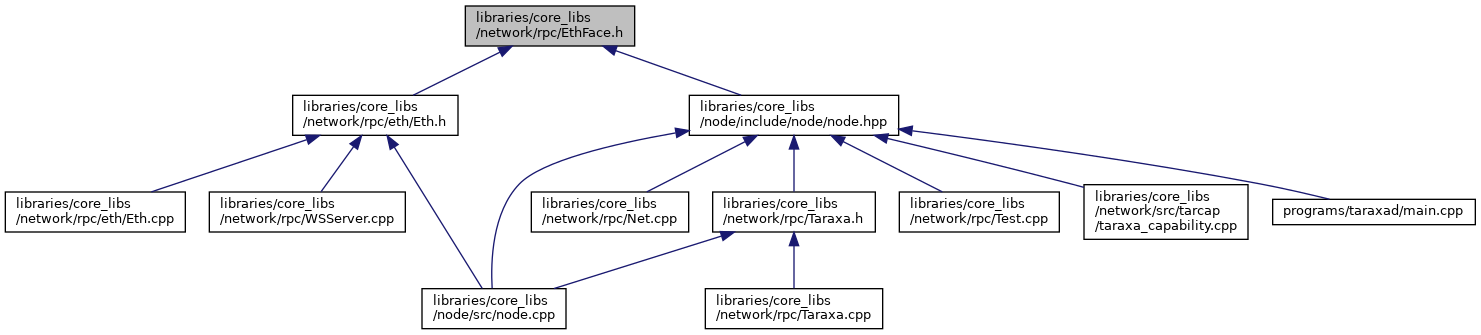 libraries/core_libs
/network/rpc/EthFace.h
libraries/core_libs
/network/rpc/eth/Eth.h
libraries/core_libs
/node/include/node/node.hpp
libraries/core_libs
/network/rpc/eth/Eth.cpp
libraries/core_libs
/network/rpc/WSServer.cpp
libraries/core_libs
/network/rpc/Net.cpp
libraries/core_libs
/network/rpc/Taraxa.h
libraries/core_libs
/network/rpc/Test.cpp
libraries/core_libs
/network/src/tarcap
/taraxa_capability.cpp
programs/taraxad/main.cpp
libraries/core_libs
/node/src/node.cpp
libraries/core_libs
/network/rpc/Taraxa.cpp